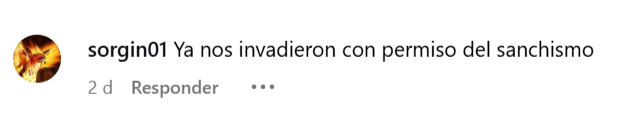 sorgin01 Ya nos invadieron con permiso del sanchismo
2 d Responder •••